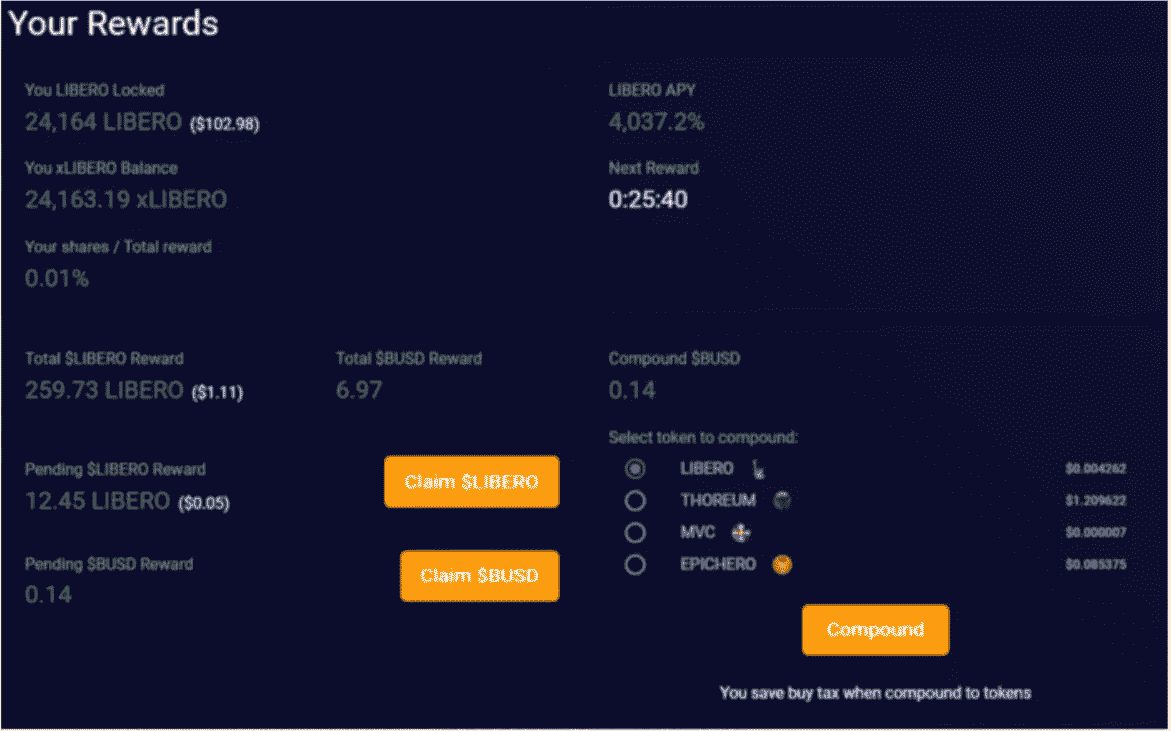 Your Rewards
You LIBERO Locked
24,164 LIBERO ($102.98)
LIBERO APY
4,037.2%
You xLIBERO Balance
24,163.19 xLIBERO
Next Reward
0:25:40
Your shares / Total reward
0.01%
Total $LIBERO Reward
259.73 LIBERO ($1.11)
Total $BUSD Reward
6.97
Compound $BUSD
0.14
Pending $LIBERO Reward
12.45 LIBERO ($0.05)
Claim $LIBERO
Pending $BUSD Reward
0.14
Claim $BUSD
Select token to compound:
LIBERO $0.004262
THOREUM $1.209622
MVC $0.000007
EPICHERO $0.085375
Compound
You save buy tax when compound to tokens